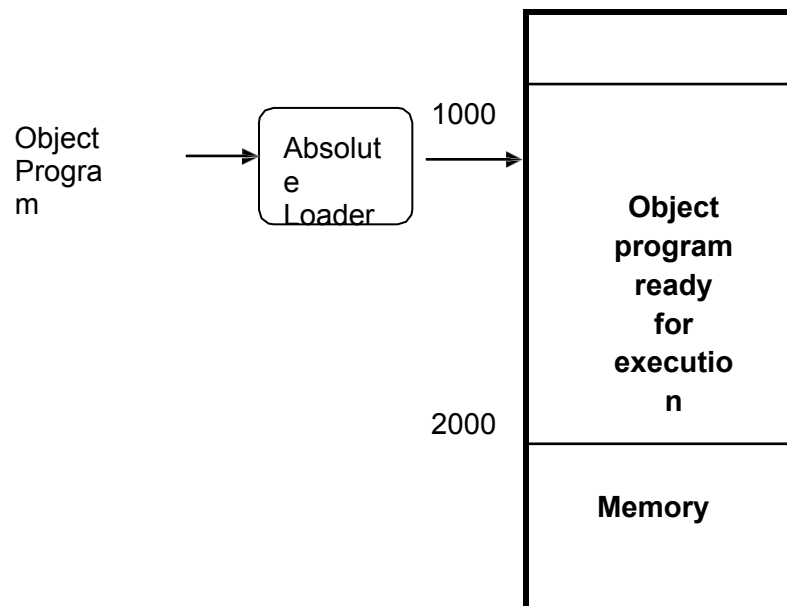 Object
Progra
m
Absolut
e
Loader
1000
2000
Object
program
ready
for
executio
n
Memory